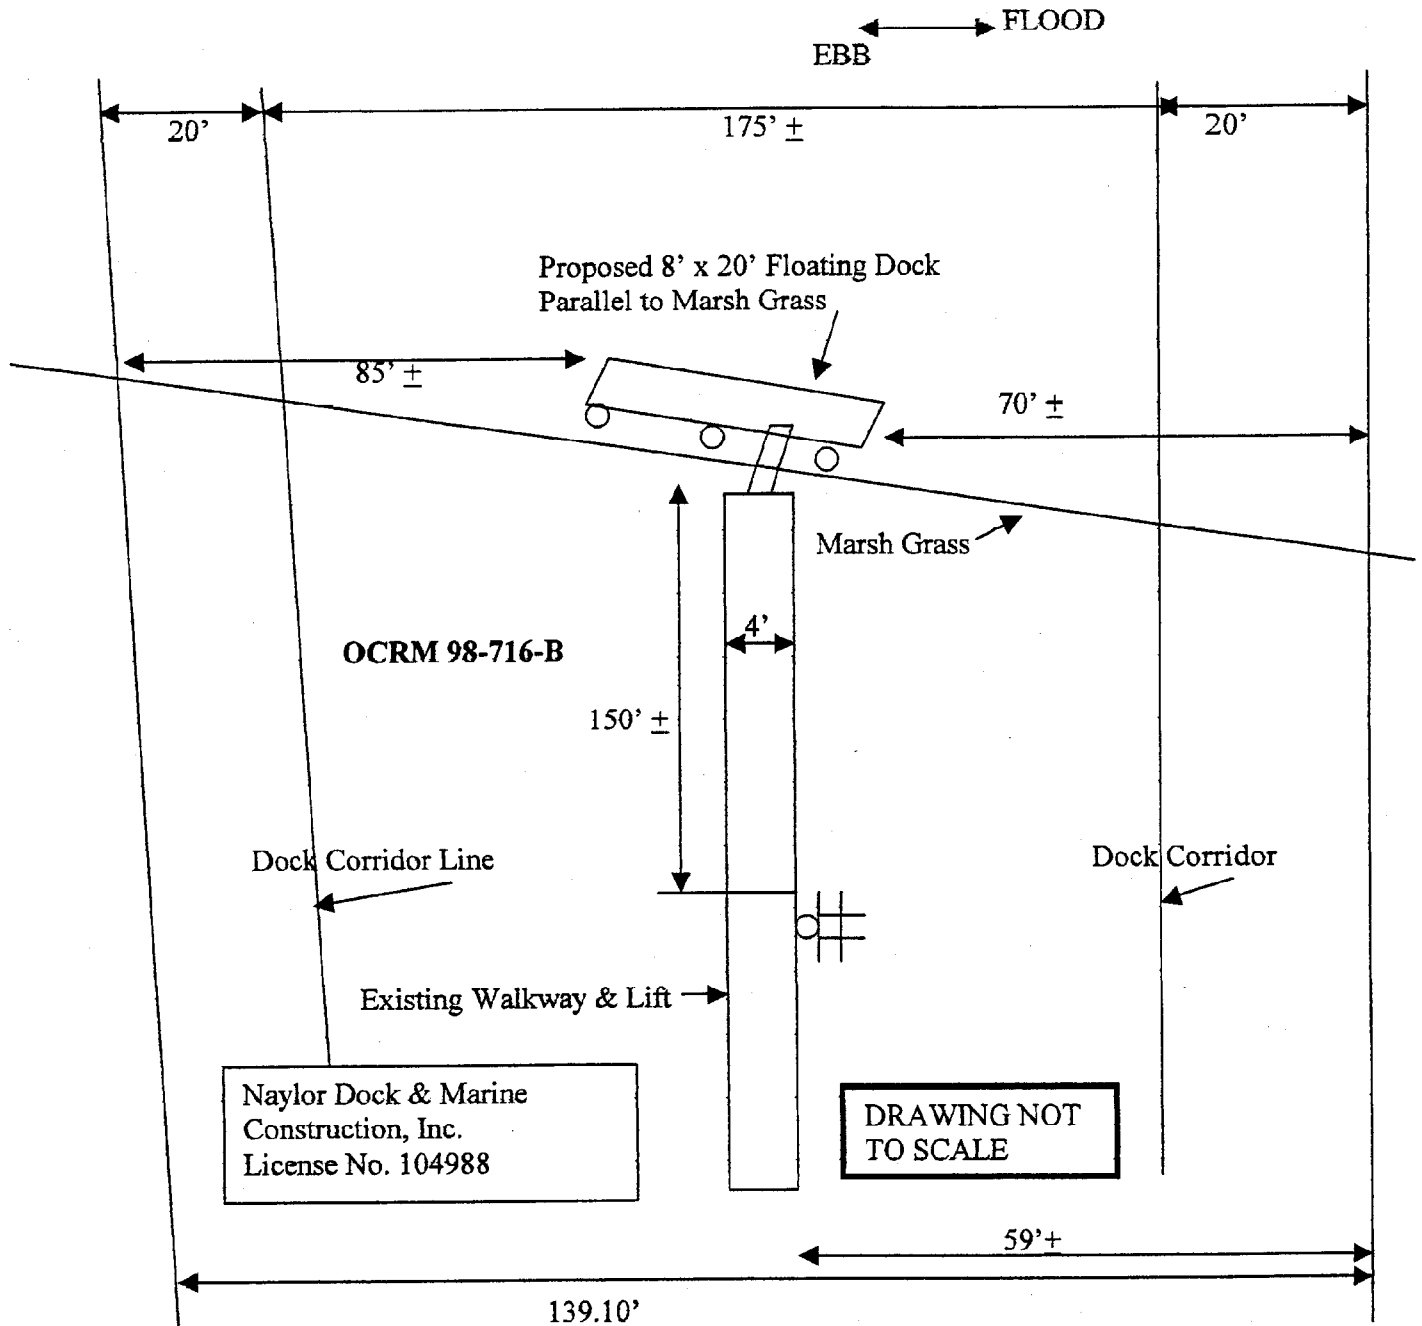 FLOOD
EBB
20'
175' ±
20'
Proposed 8' x 20' Floating Dock
Parallel to Marsh Grass
85' ±
70' ±
Marsh Grass
4'
OCRM 98-716-B
150' ±
Dock Corridor Line
Dock Corridor
Existing Walkway & Lift
Naylor Dock & Marine
Construction, Inc.
License No. 104988
DRAWING NOT
TO SCALE
59'±
139.10'